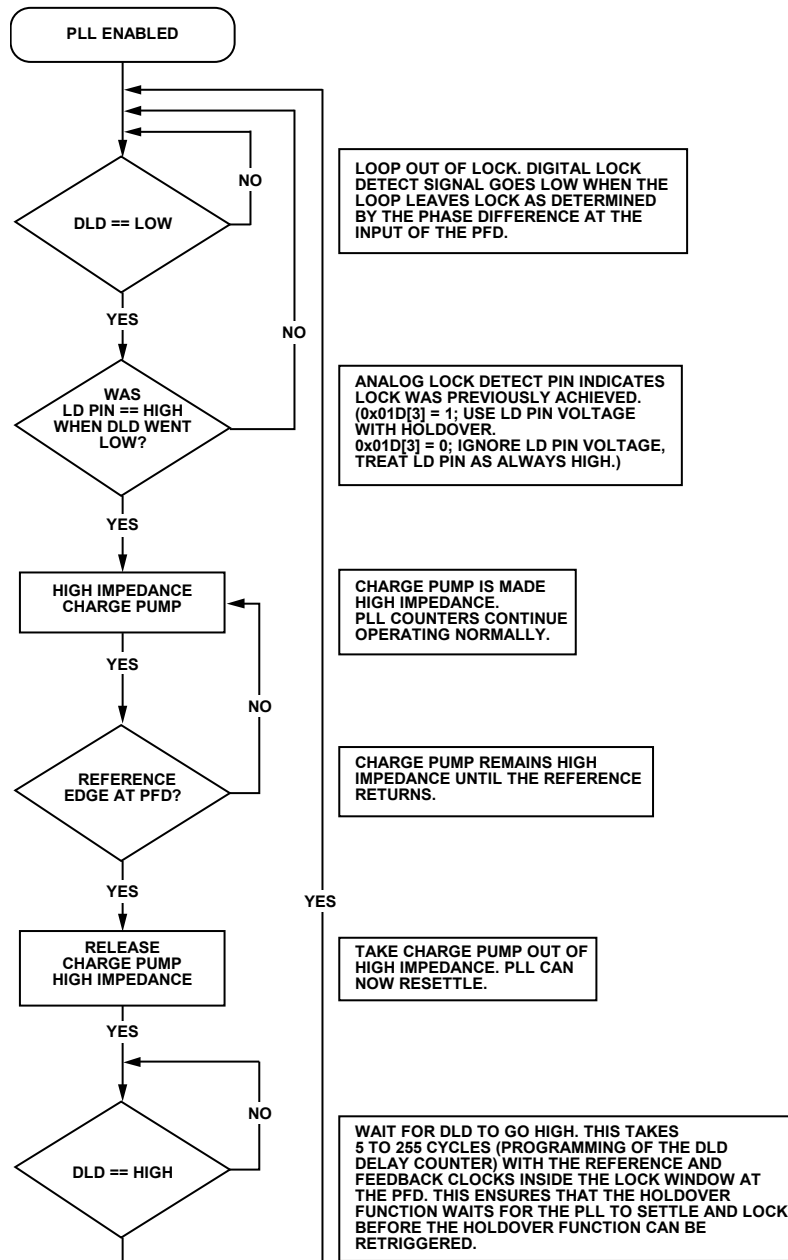 PLL ENABLED
NO
DLD == LOW
LOOP OUT OF LOCK. DIGITAL LOCK
DETECT SIGNAL GOES LOW WHEN THE
LOOP LEAVES LOCK AS DETERMINED
BY THE PHASE DIFFERENCE AT THE
INPUT OF THE PFD.
YES
NO
WAS
LD PIN == HIGH
WHEN DLD WENT
LOW?
ANALOG LOCK DETECT PIN INDICATES
LOCK WAS PREVIOUSLY ACHIEVED.
(0x01D[3] = 1; USE LD PIN VOLTAGE
WITH HOLDOVER.
0x01D[3] = 0; IGNORE LD PIN VOLTAGE,
TREAT LD PIN AS ALWAYS HIGH.)
YES
HIGH IMPEDANCE
CHARGE PUMP
CHARGE PUMP IS MADE
HIGH IMPEDANCE.
PLL COUNTERS CONTINUE
OPERATING NORMALLY.
YES
NO
REFERENCE
EDGE AT PFD?
CHARGE PUMP REMAINS HIGH
IMPEDANCE UNTIL THE REFERENCE
RETURNS.
YES
YES
RELEASE
CHARGE PUMP
HIGH IMPEDANCE
TAKE CHARGE PUMP OUT OF
HIGH IMPEDANCE. PLL CAN
NOW RESETTLE.
YES
NO
DLD == HIGH
WAIT FOR DLD TO GO HIGH. THIS TAKES
5 TO 255 CYCLES (PROGRAMMING OF THE DLD
DELAY COUNTER) WITH THE REFERENCE AND
FEEDBACK CLOCKS INSIDE THE LOCK WINDOW AT
THE PFD. THIS ENSURES THAT THE HOLDOVER
FUNCTION WAITS FOR THE PLL TO SETTLE AND LOCK
BEFORE THE HOLDOVER FUNCTION CAN BE
RETRIGGERED.